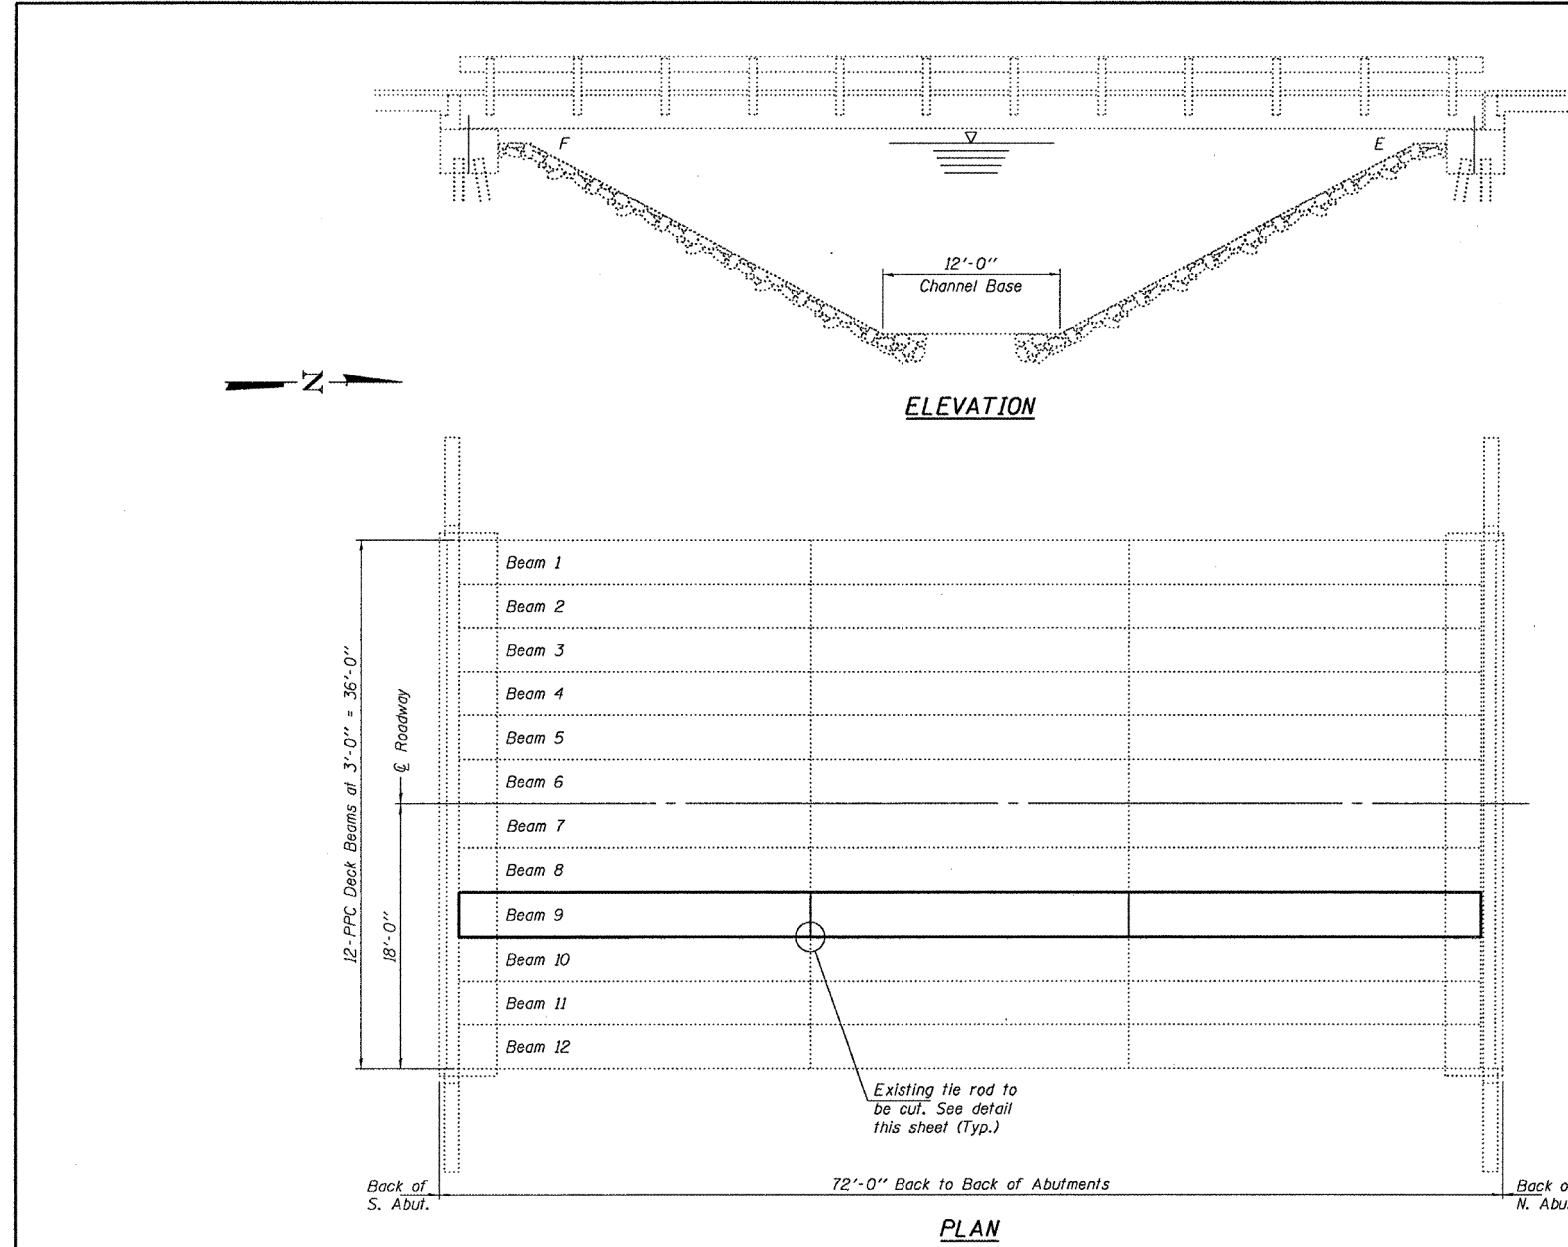 F
E
12'-0"
Channel Base
N
ELEVATION
Beam 1
Beam 2
Beam 3
Beam 4
Beam 5
Beam 6
Beam 7
Beam 8
Beam 9
Beam 10
Beam 11
Beam 12
12-PPC Deck Beams at 3'-0" = 36'-0"
℄ Roadway
18'-0"
Existing tie rod to
be cut. See detail
this sheet (Typ.)
Back of
S. Abut.
72'-0" Back to Back of Abutments
Back o
N. Abu
PLAN